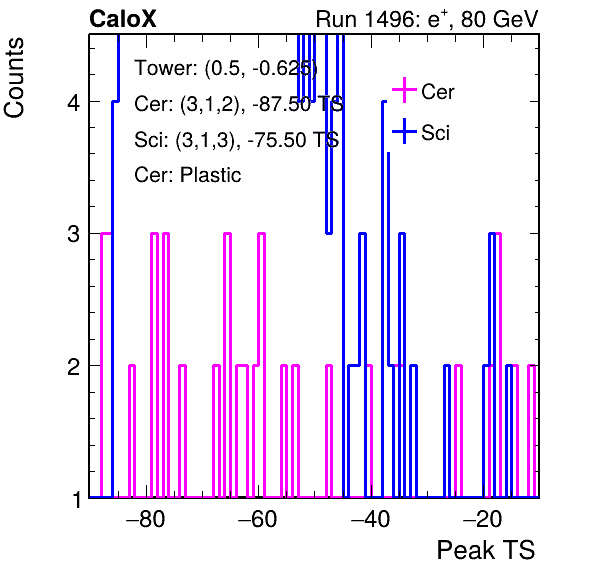 CaloX Run 1496: e+, 80 GeV
Counts
Tower: (0.5, -0.625)
Cer: (3,1,2), -87.50 TS
Sci: (3,1,3), -75.50 TS
Cer: Plastic
Cer
Sci
4
3
2
1
−80 −60 −40 −20
Peak TS